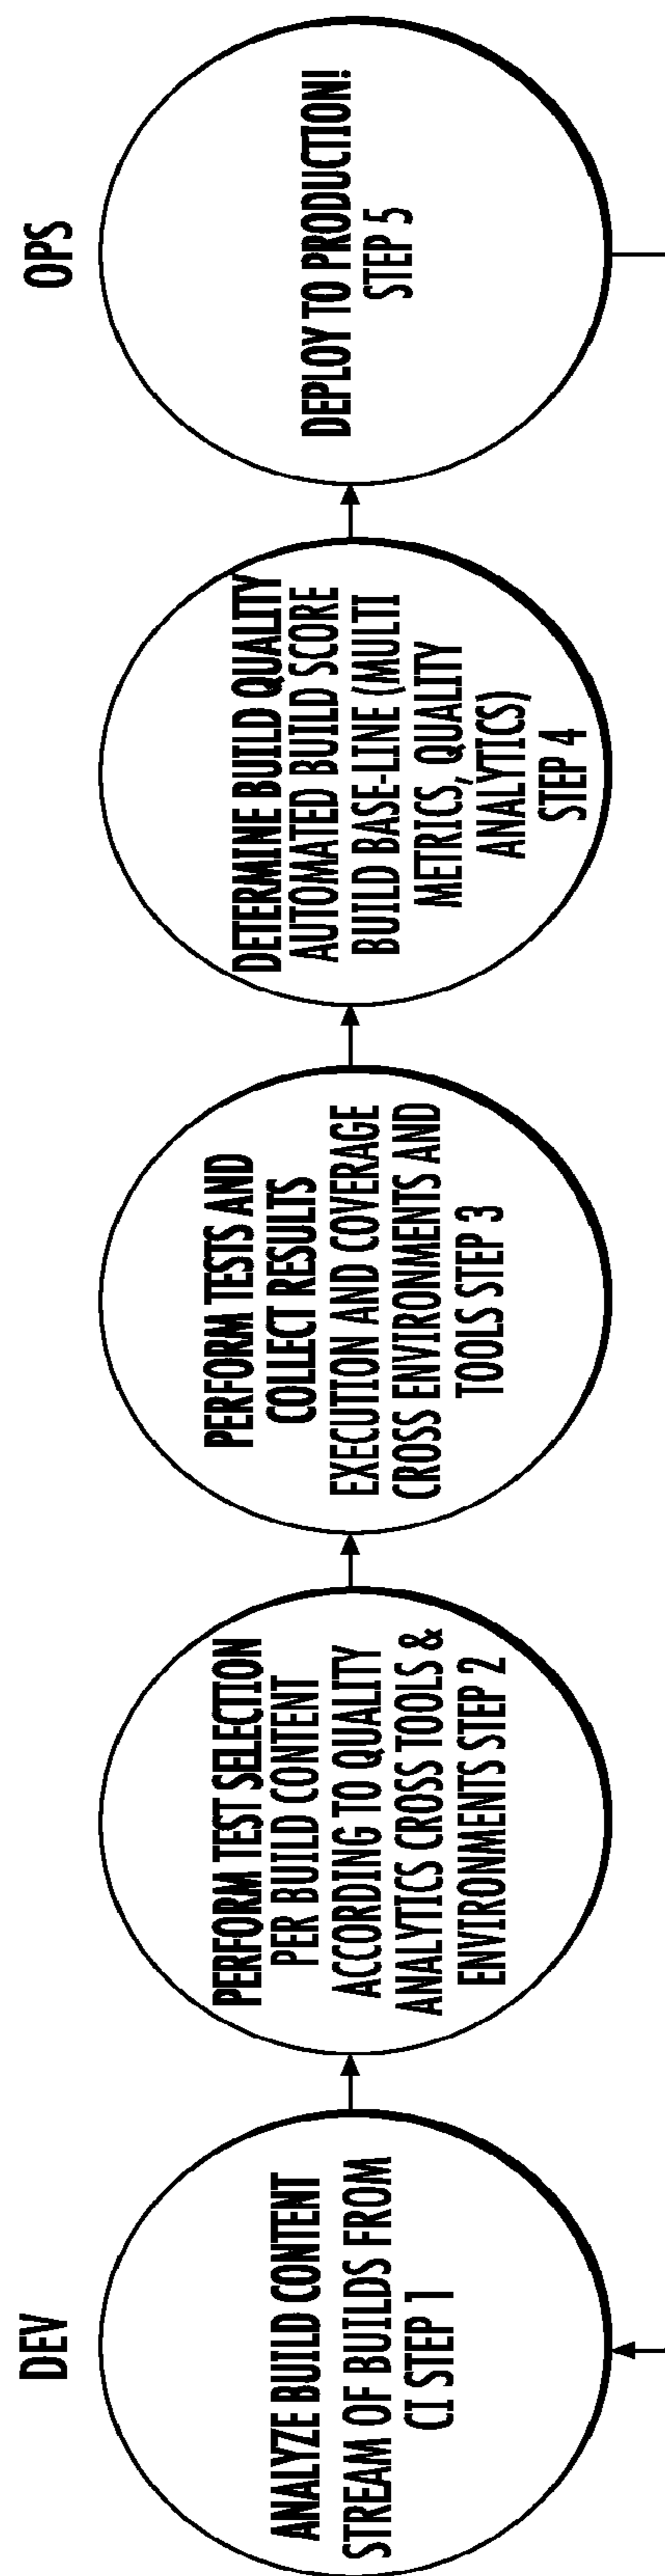 DEV
ANALYZE BUILD CONTENT
STREAM OF BUILDS FROM
CI STEP 1
PERFORM TEST SELECTION
PER BUILD CONTENT
ACCORDING TO QUALITY
ANALYTICS CROSS TOOLS &
ENVIRONMENTS STEP 2
PERFORM TESTS AND
COLLECT RESULTS
EXECUTION AND COVERAGE
CROSS ENVIRONMENTS AND
TOOLS STEP 3
DETERMINE BUILD QUALITY
AUTOMATED BUILD SCORE
BUILD BASE-LINE (MULTI
METRICS, QUALITY
ANALYTICS)
STEP 4
OPS
DEPLOY TO PRODUCTION!
STEP 5